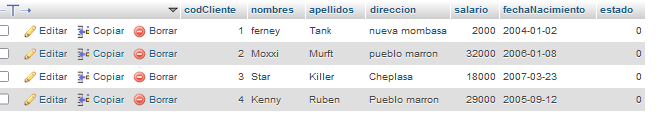 codCliente nombres apellidos direccion salario fechaNacimiento estado
Editar Copiar Borrar 1 ferney Tank nueva mombasa 2000 2004-01-02 0
Editar Copiar Borrar 2 Moxxi Murft pueblo marron 32000 2006-01-08 0
Editar Copiar Borrar 3 Star Killer Cheplasa 18000 2007-03-23 0
Editar Copiar Borrar 4 Kenny Ruben Pueblo marron 29000 2005-09-12 0